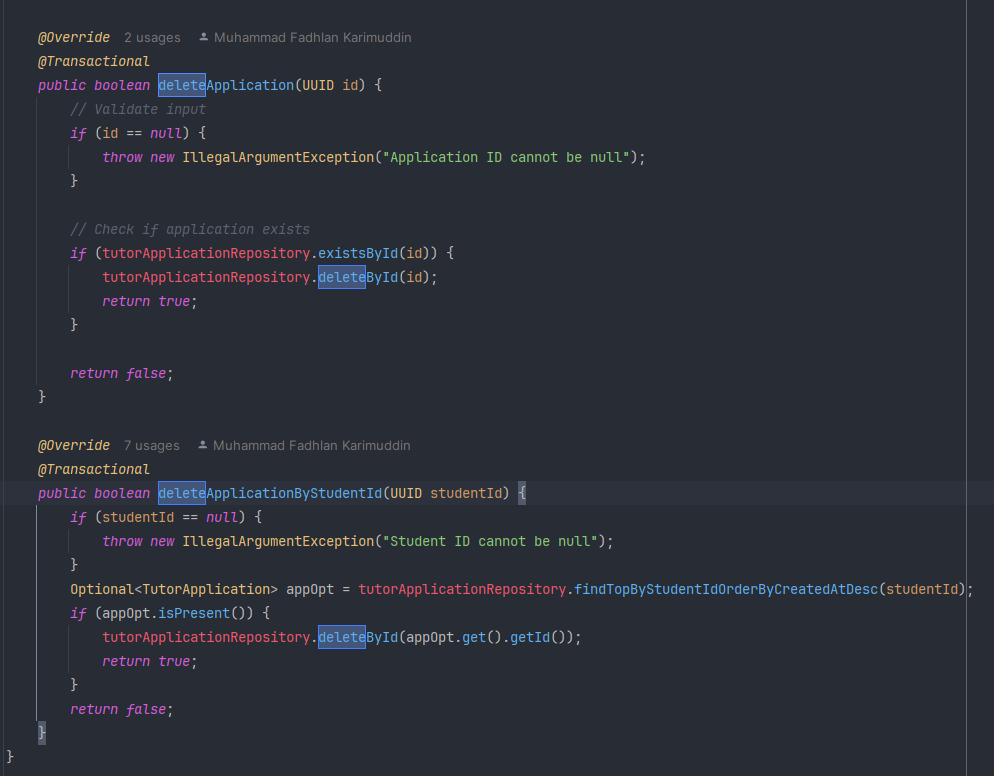 @Override 2 usages Muhammad Fadhlan Karimuddin
@Transactional
public boolean deleteApplication(UUID id) {
// Validate input
if (id == null) {
throw new IllegalArgumentException("Application ID cannot be null");
}
// Check if application exists
if (tutorApplicationRepository.existsById(id)) {
tutorApplicationRepository.deleteById(id);
return true;
}
return false;
}
@Override 7 usages Muhammad Fadhlan Karimuddin
@Transactional
public boolean deleteApplicationByStudentId(UUID studentId) {
if (studentId == null) {
throw new IllegalArgumentException("Student ID cannot be null");
}
Optional<TutorApplication> appOpt = tutorApplicationRepository.findTopByStudentIdOrderByCreatedAtDesc(studentId);
if (appOpt.isPresent()) {
tutorApplicationRepository.deleteById(appOpt.get().getId());
return true;
}
return false;
}
}